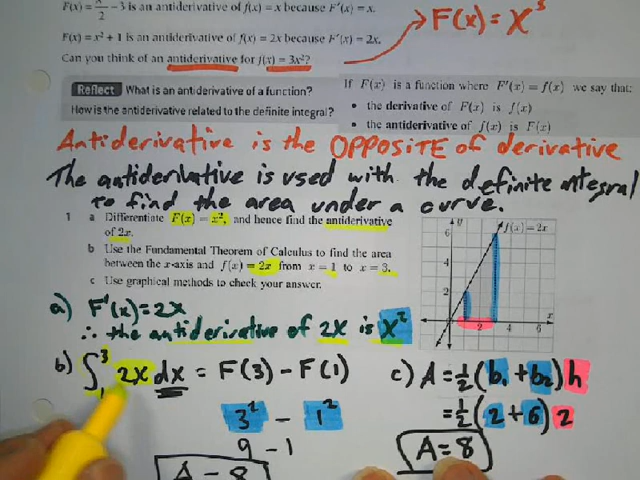 F(x) = x/2 - 3 is an antiderivative of f(x) = x because F'(x) = x.
F(x) = x² + 1 is an antiderivative of f(x) = 2x because F'(x) = 2x.
Can you think of an antiderivative for f(x) = 3x²?
F(x) = X³
Reflect What is an antiderivative of a function?
How is the antiderivative related to the definite integral?
If F(x) is a function where F'(x) = f(x) we say that:
• the derivative of F(x) is f(x)
• the antiderivative of f(x) is F(x)
Antiderivative is the OPPOSITE of derivative
The antiderivative is used with the definite integral
to find the area under a curve.
1 a Differentiate F(x) = x², and hence find the antiderivative
of 2x.
b Use the Fundamental Theorem of Calculus to find the area
between the x-axis and f(x) = 2x from x = 1 to x = 3.
c Use graphical methods to check your answer.
y
f(x) = 2x
6
4
2
2 4 6 x
a) F'(x) = 2x
∴ the antiderivative of 2x is x²
b) ∫₁³ 2x dx = F(3) - F(1)
3² - 1²
9 - 1
A = 8
c) A = ½(b₁ + b₂)h
= ½(2 + 6)2
A = 8